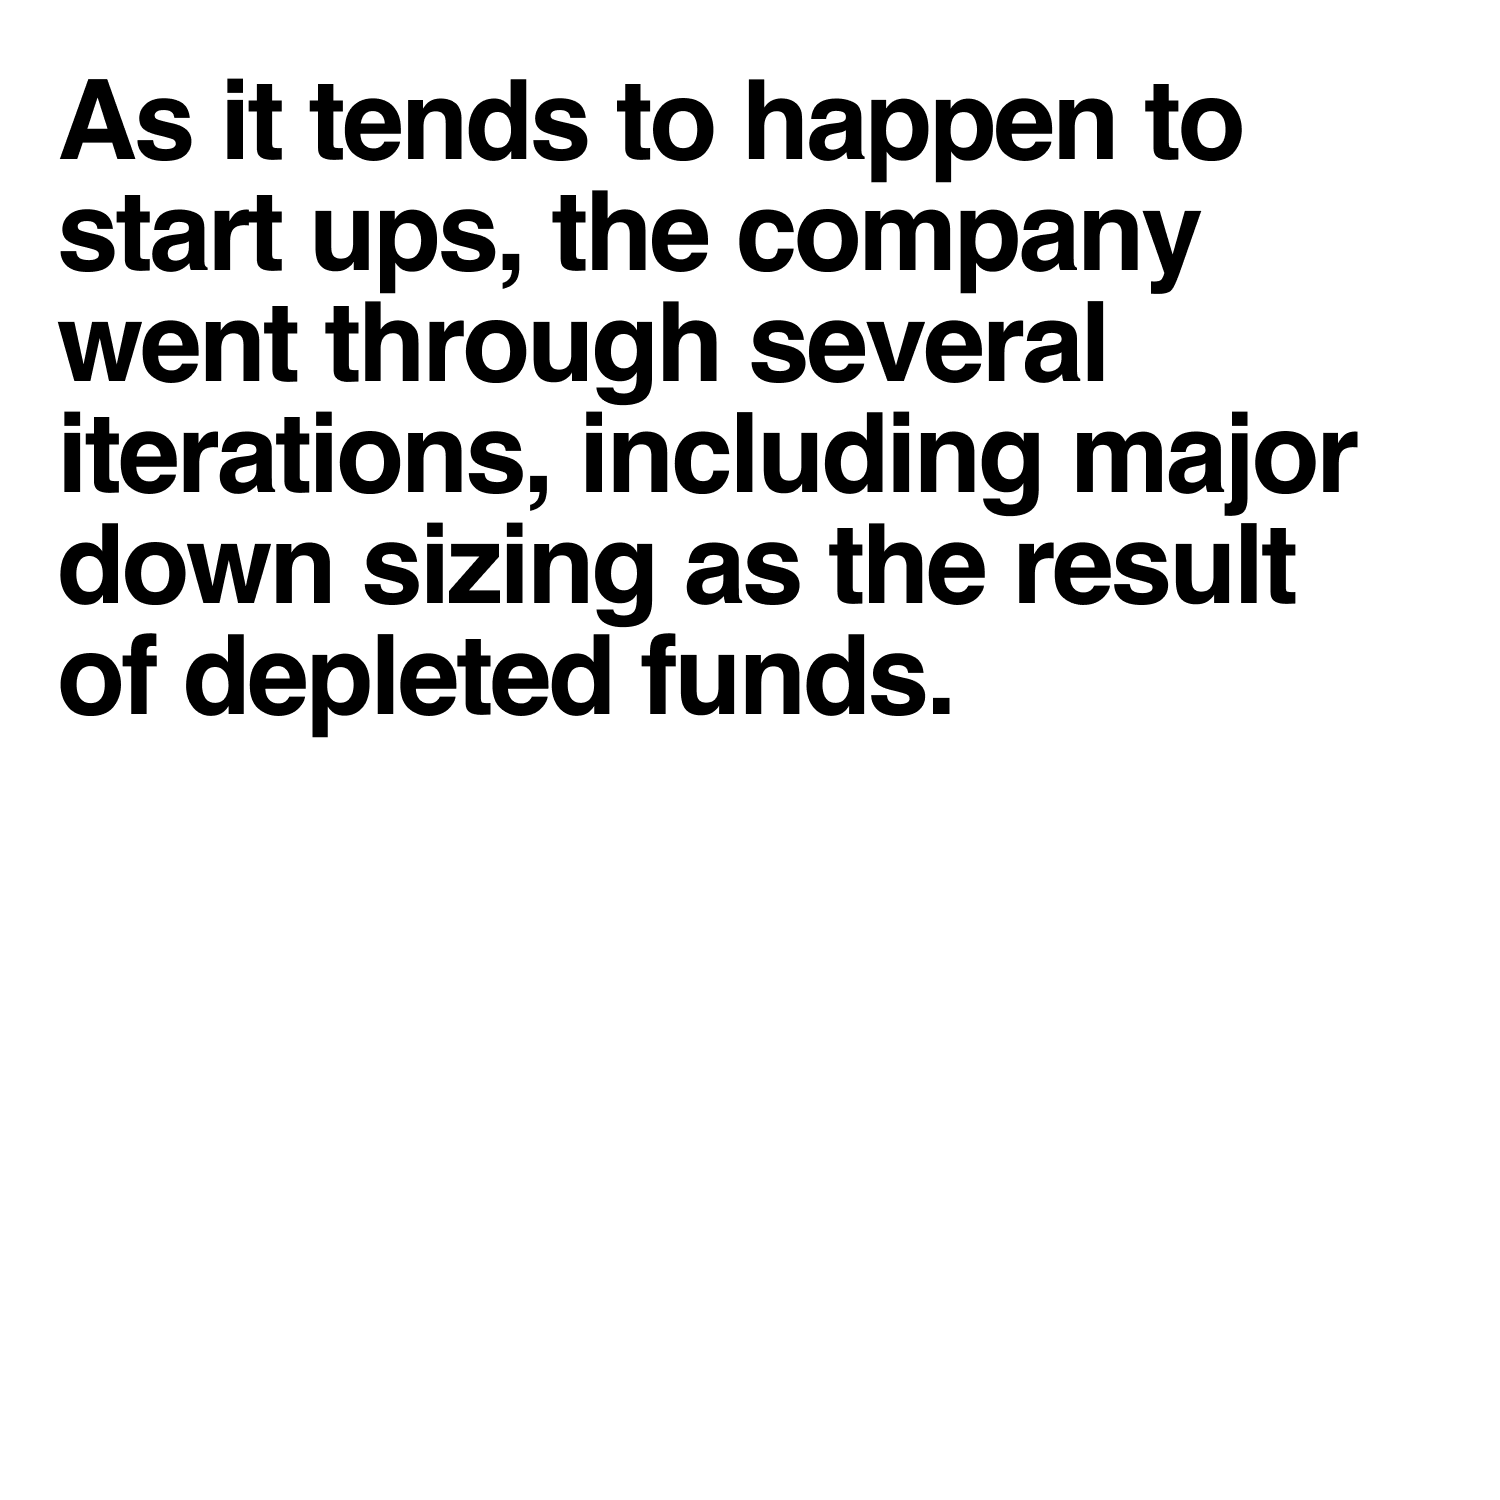 As it tends to happen to
start ups, the company
went through several
iterations, including major
down sizing as the result
of depleted funds.